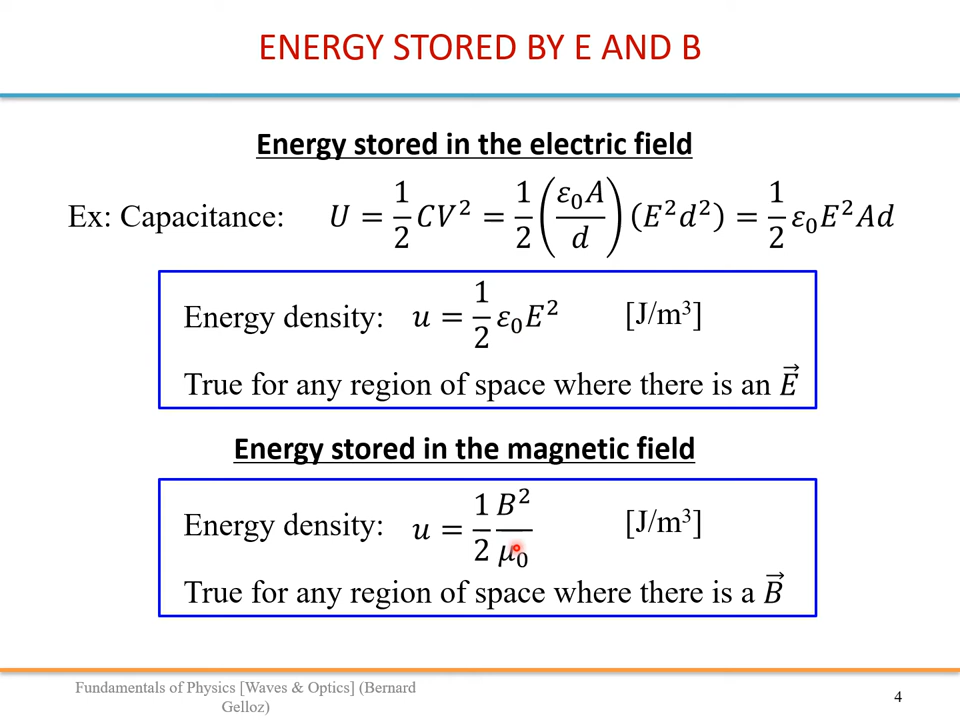 ENERGY STORED BY E AND B
Energy stored in the electric field
Ex: Capacitance: U = 1/2 CV² = 1/2 (ε₀A/d) (E²d²) = 1/2 ε₀E²Ad
Energy density: u = 1/2 ε₀E² [J/m³]
True for any region of space where there is an E⃗
Energy stored in the magnetic field
Energy density: u = 1/2 B²/μ₀ [J/m³]
True for any region of space where there is a B⃗
Fundamentals of Physics [Waves & Optics] (Bernard
Gelloz)
4